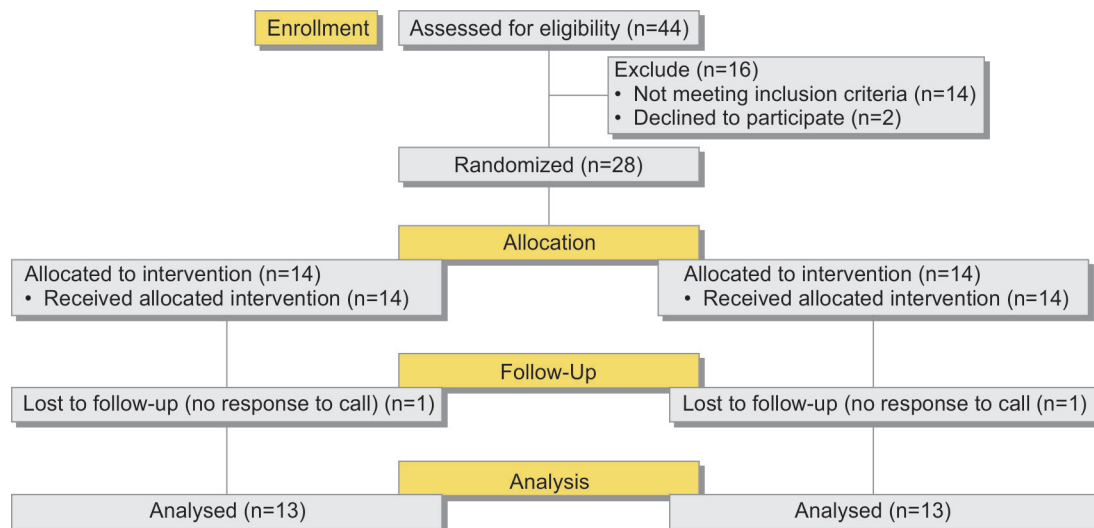 Enrollment
Assessed for eligibility (n=44)
Exclude (n=16)
• Not meeting inclusion criteria (n=14)
• Declined to participate (n=2)
Randomized (n=28)
Allocation
Allocated to intervention (n=14)
• Received allocated intervention (n=14)
Allocated to intervention (n=14)
• Received allocated intervention (n=14)
Follow-Up
Lost to follow-up (no response to call) (n=1)
Lost to follow-up (no response to call (n=1)
Analysis
Analysed (n=13)
Analysed (n=13)